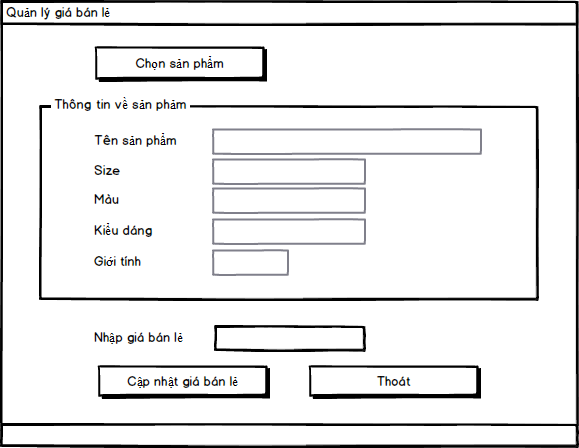 Quản lý giá bán lẻ
Chọn sản phẩm
Thông tin về sản phẩm
Tên sản phẩm
Size
Màu
Kiểu dáng
Giới tính
Nhập giá bán lẻ
Cập nhật giá bán lẻ
Thoát